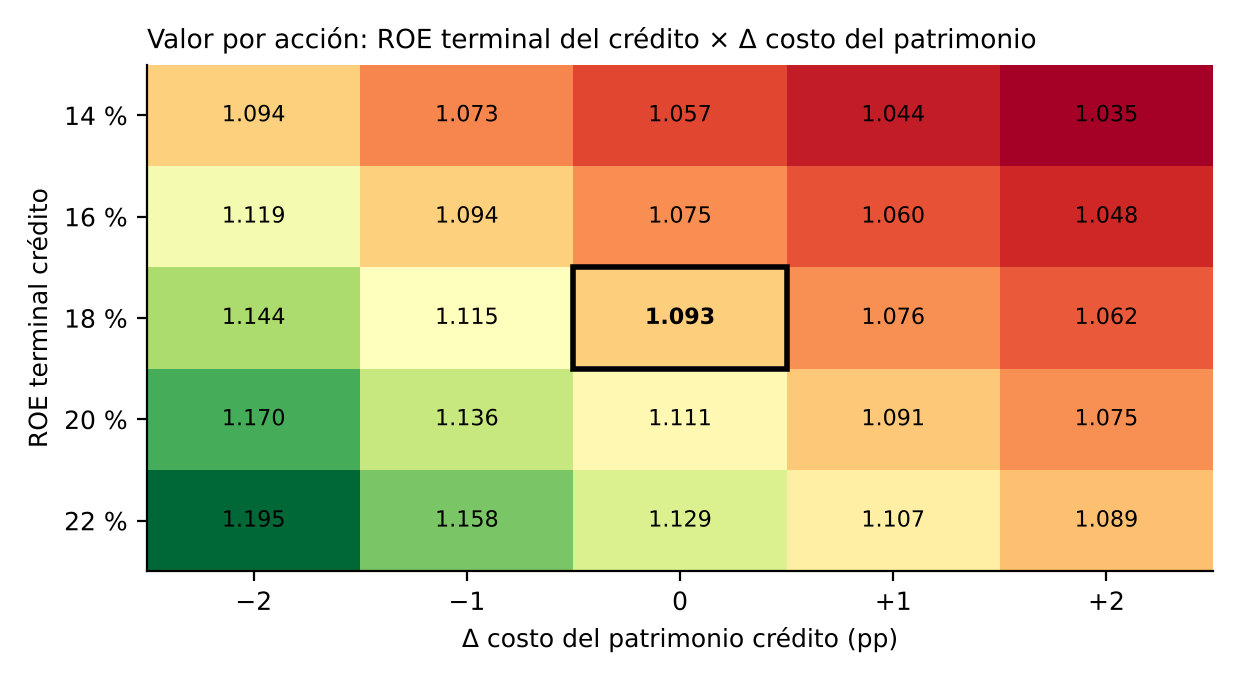 Valor por acción: ROE terminal del crédito × Δ costo del patrimonio
ROE terminal crédito
14 % 1.094 1.073 1.057 1.044 1.035
16 % 1.119 1.094 1.075 1.060 1.048
18 % 1.144 1.115 1.093 1.076 1.062
20 % 1.170 1.136 1.111 1.091 1.075
22 % 1.195 1.158 1.129 1.107 1.089
−2 −1 0 +1 +2
Δ costo del patrimonio crédito (pp)